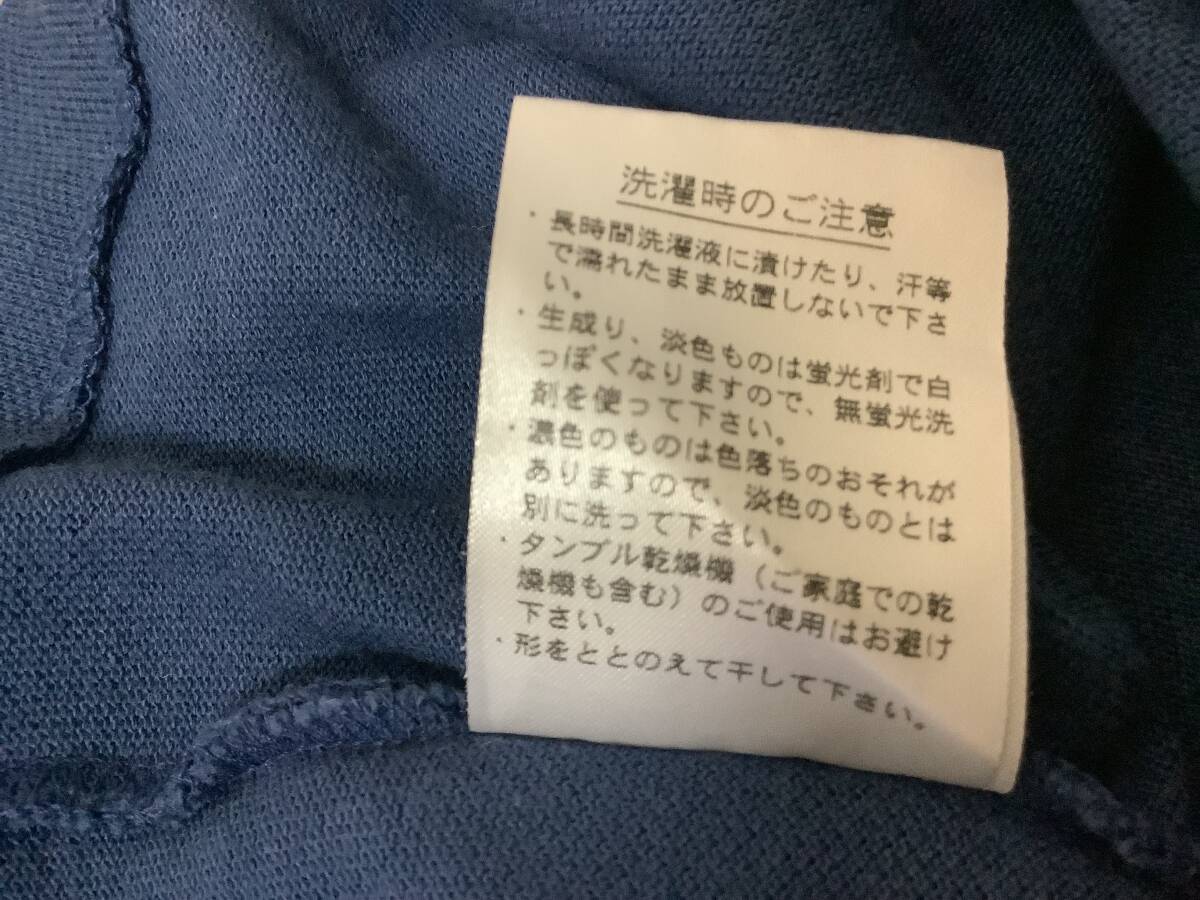 洗濯時のご注意
・長時間洗濯液に漬けたり、汗等
で濡れたまま放置しないで下さ
い。
・生成り、淡色ものは蛍光剤で白
っぽくなりますので、無蛍光洗
剤を使って下さい。
・濃色のものは色落ちのおそれが
ありますので、淡色のものとは
別に洗って下さい。
・タンブル乾燥機（ご家庭での乾
燥機も含む）のご使用はお避け
下さい。
・形をととのえて干して下さい。